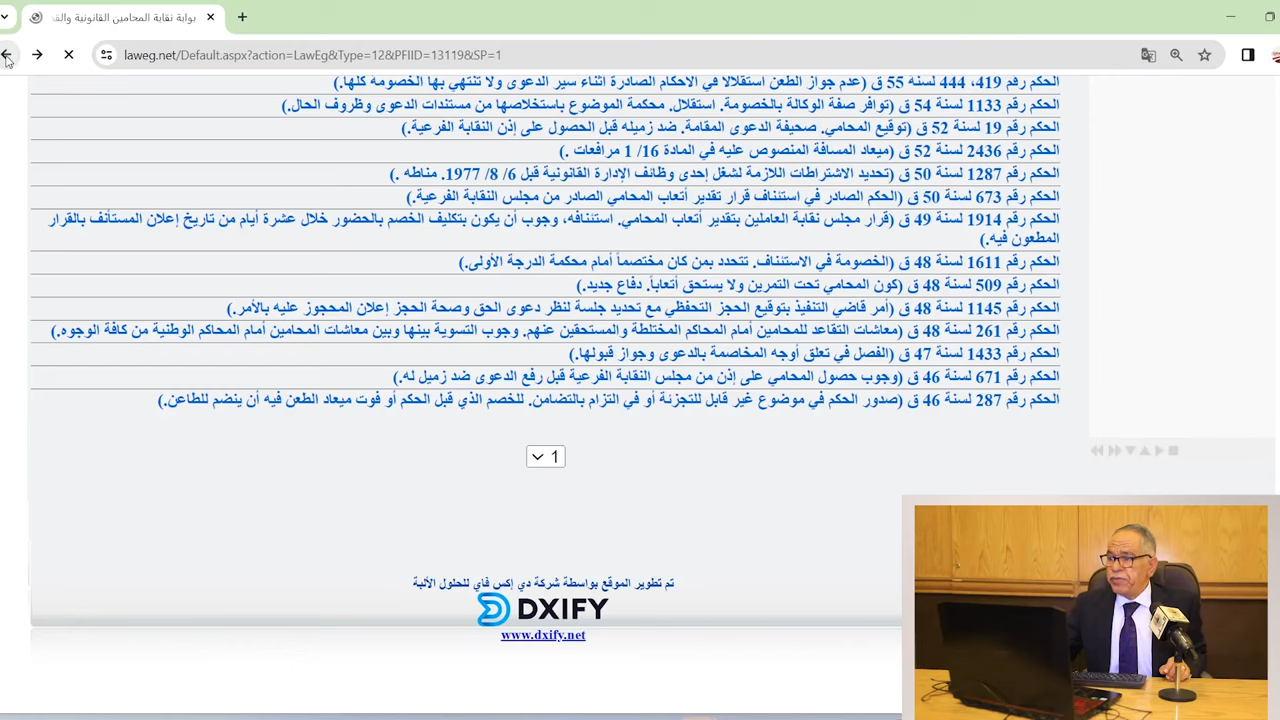 بوابة نقابة المحامين القانونية والقد
laweg.net/Default.aspx?action=LawEg&Type=12&PFIID=13119&SP=1
الحكم رقم 419، 444 لسنة 55 ق (عدم جواز الطعن استقلالا في الاحكام الصادرة اثناء سير الدعوى ولا تنتهي بها الخصومة كلها.)
الحكم رقم 1133 لسنة 54 ق (توافر صفة الوكالة بالخصومة. استقلال. محكمة الموضوع باستخلاصها من مستندات الدعوى وظروف الحال.)
الحكم رقم 19 لسنة 52 ق (توقيع المحامي. صحيفة الدعوى المقامة. ضد زميله قبل الحصول على إذن النقابة الفرعية.)
الحكم رقم 2436 لسنة 52 ق (ميعاد المسافة المنصوص عليه في المادة 16/ 1 مرافعات .)
الحكم رقم 1287 لسنة 50 ق (تحديد الاشتراطات اللازمة لشغل إحدى وظائف الإدارة القانونية قبل 6/ 8/ 1977. مناطه .)
الحكم رقم 673 لسنة 50 ق (الحكم الصادر في استئناف قرار تقدير أتعاب المحامي الصادر من مجلس النقابة الفرعية.)
الحكم رقم 1914 لسنة 49 ق (قرار مجلس نقابة العاملين بتقدير أتعاب المحامي. استئنافه، وجوب أن يكون بتكليف الخصم بالحضور خلال عشرة أيام من تاريخ إعلان المستأنف بالقرار
المطعون فيه.)
الحكم رقم 1611 لسنة 48 ق (الخصومة في الاستئناف. تتحدد بمن كان مختصماً أمام محكمة الدرجة الأولى.)
الحكم رقم 509 لسنة 48 ق (كون المحامي تحت التمرين ولا يستحق أتعاباً. دفاع جديد.)
الحكم رقم 1145 لسنة 48 ق (أمر قاضي التنفيذ بتوقيع الحجز التحفظي مع تحديد جلسة لنظر دعوى الحق وصحة الحجز إعلان المحجوز عليه بالأمر.)
الحكم رقم 261 لسنة 48 ق (معاشات التقاعد للمحامين أمام المحاكم المختلطة والمستحقين عنهم. وجوب التسوية بينها وبين معاشات المحامين أمام المحاكم الوطنية من كافة الوجوه.)
الحكم رقم 1433 لسنة 47 ق (الفصل في تعلق أوجه المخاصمة بالدعوى وجواز قبولها.)
الحكم رقم 671 لسنة 46 ق (وجوب حصول المحامي على إذن من مجلس النقابة الفرعية قبل رفع الدعوى ضد زميل له.)
الحكم رقم 287 لسنة 46 ق (صدور الحكم في موضوع غير قابل للتجزئة أو في التزام بالتضامن. للخصم الذي قبل الحكم أو فوت ميعاد الطعن فيه أن ينضم للطاعن.)
1
تم تطوير الموقع بواسطة شركة دي إكس فاي للحلول الآلية
DXIFY
www.dxify.net